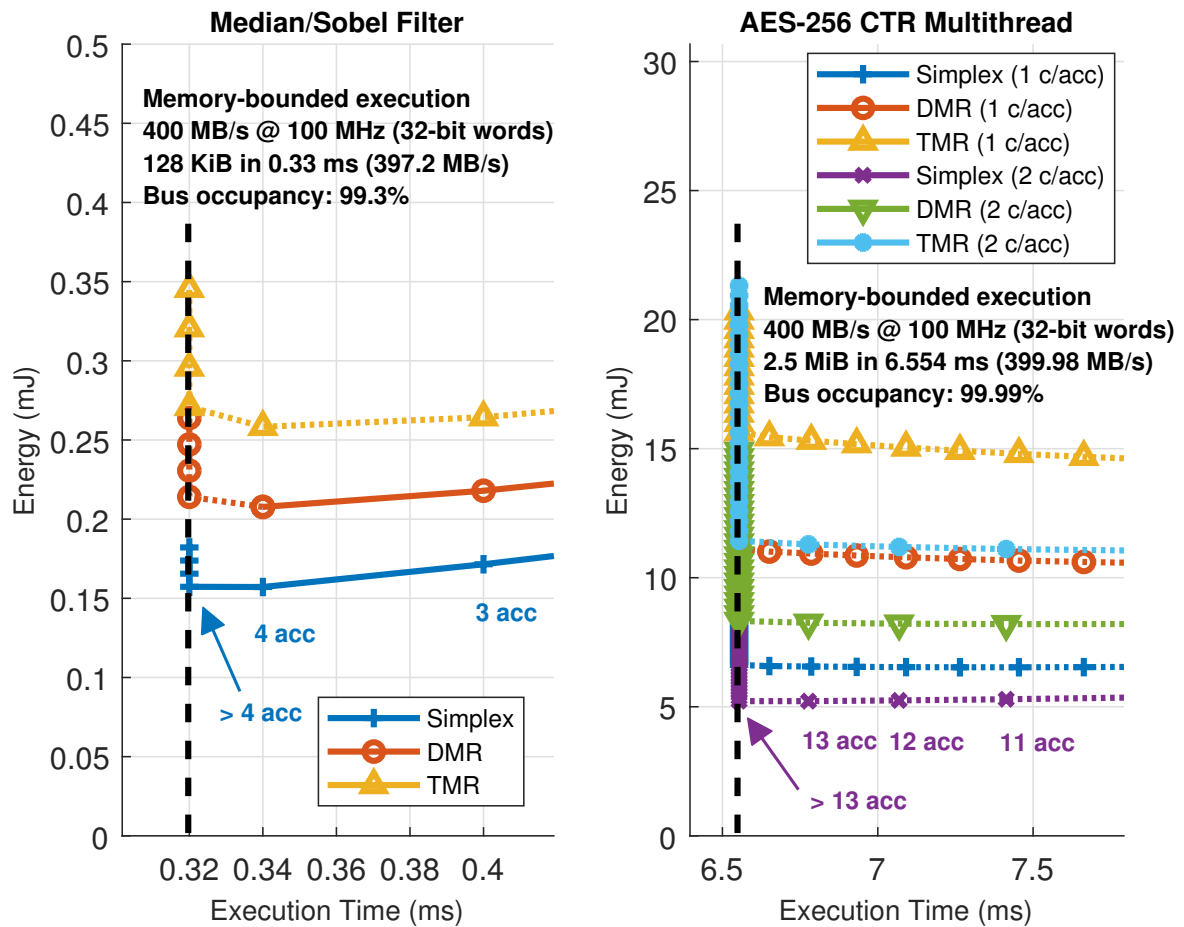 Median/Sobel Filter
Energy (mJ)
0.5
0.45
0.4
0.35
0.3
0.25
0.2
0.15
0.1
0.05
0
Memory-bounded execution
400 MB/s @ 100 MHz (32-bit words)
128 KiB in 0.33 ms (397.2 MB/s)
Bus occupancy: 99.3%
3 acc
4 acc
> 4 acc
Simplex
DMR
TMR
0.32 0.34 0.36 0.38 0.4
Execution Time (ms)
AES-256 CTR Multithread
Energy (mJ)
30
25
20
15
10
5
0
Simplex (1 c/acc)
DMR (1 c/acc)
TMR (1 c/acc)
Simplex (2 c/acc)
DMR (2 c/acc)
TMR (2 c/acc)
Memory-bounded execution
400 MB/s @ 100 MHz (32-bit words)
2.5 MiB in 6.554 ms (399.98 MB/s)
Bus occupancy: 99.99%
13 acc 12 acc 11 acc
> 13 acc
6.5 7 7.5
Execution Time (ms)